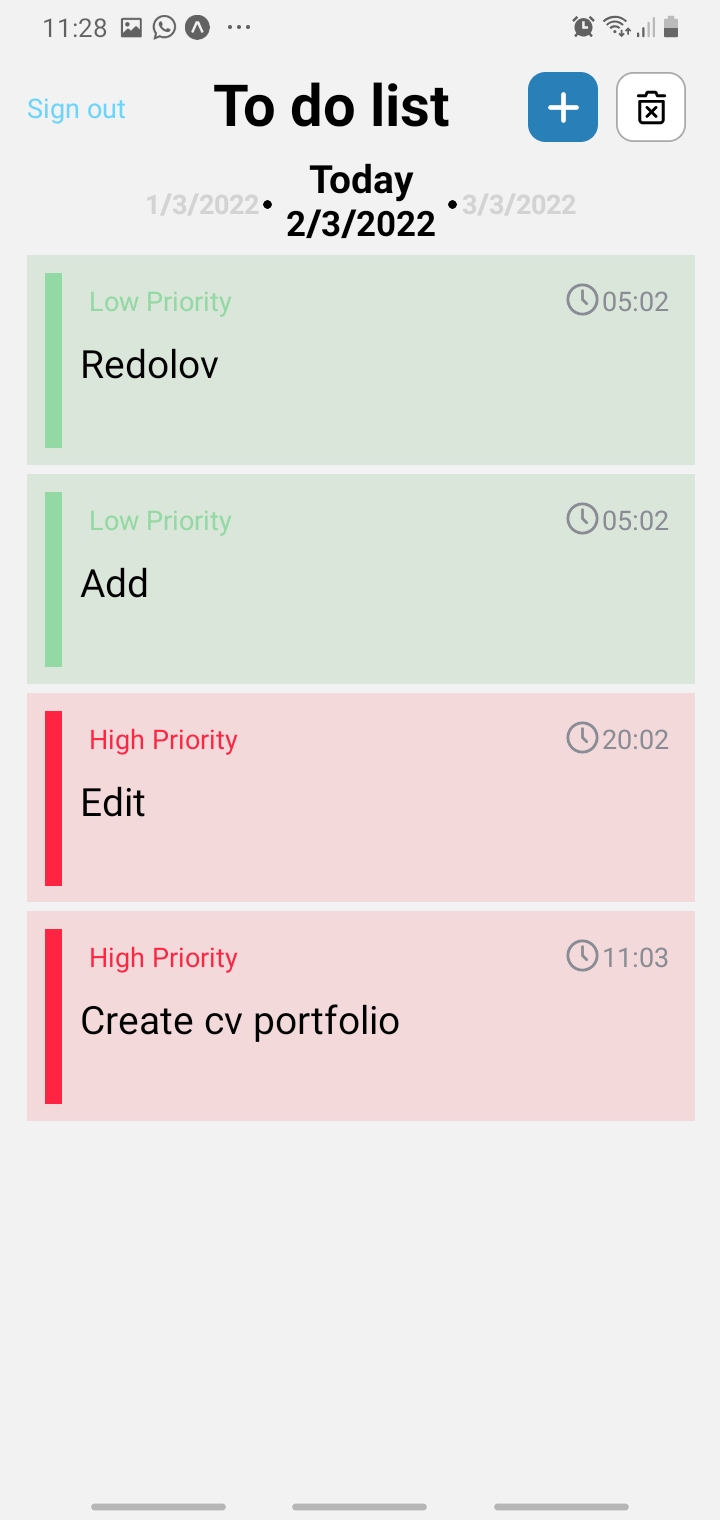 11:28
Sign out
To do list
Today
1/3/2022 • 2/3/2022 • 3/3/2022
Low Priority 05:02
Redolov
Low Priority 05:02
Add
High Priority 20:02
Edit
High Priority 11:03
Create cv portfolio